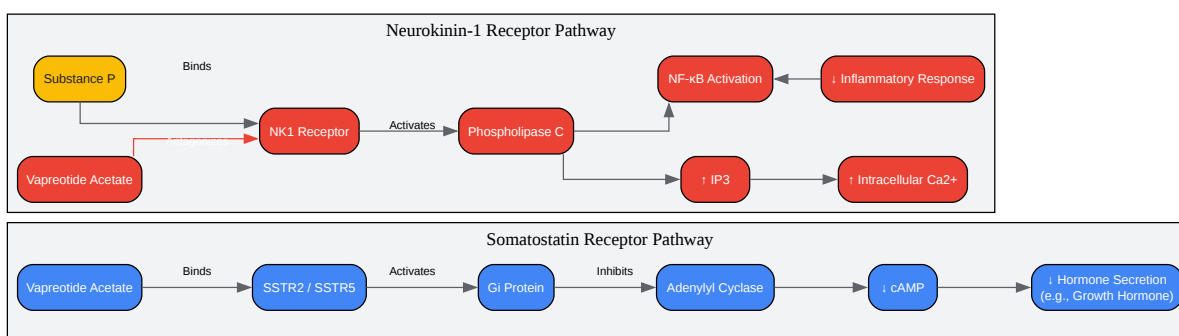 Neurokinin-1 Receptor Pathway
Substance P
Binds
NF-κB Activation
↓ Inflammatory Response
NK1 Receptor
Activates
Phospholipase C
Antagonizes
Vapreotide Acetate
↑ IP3
↑ Intracellular Ca2+
Somatostatin Receptor Pathway
Vapreotide Acetate
Binds
SSTR2 / SSTR5
Activates
Gi Protein
Inhibits
Adenylyl Cyclase
↓ cAMP
↓ Hormone Secretion
(e.g., Growth Hormone)